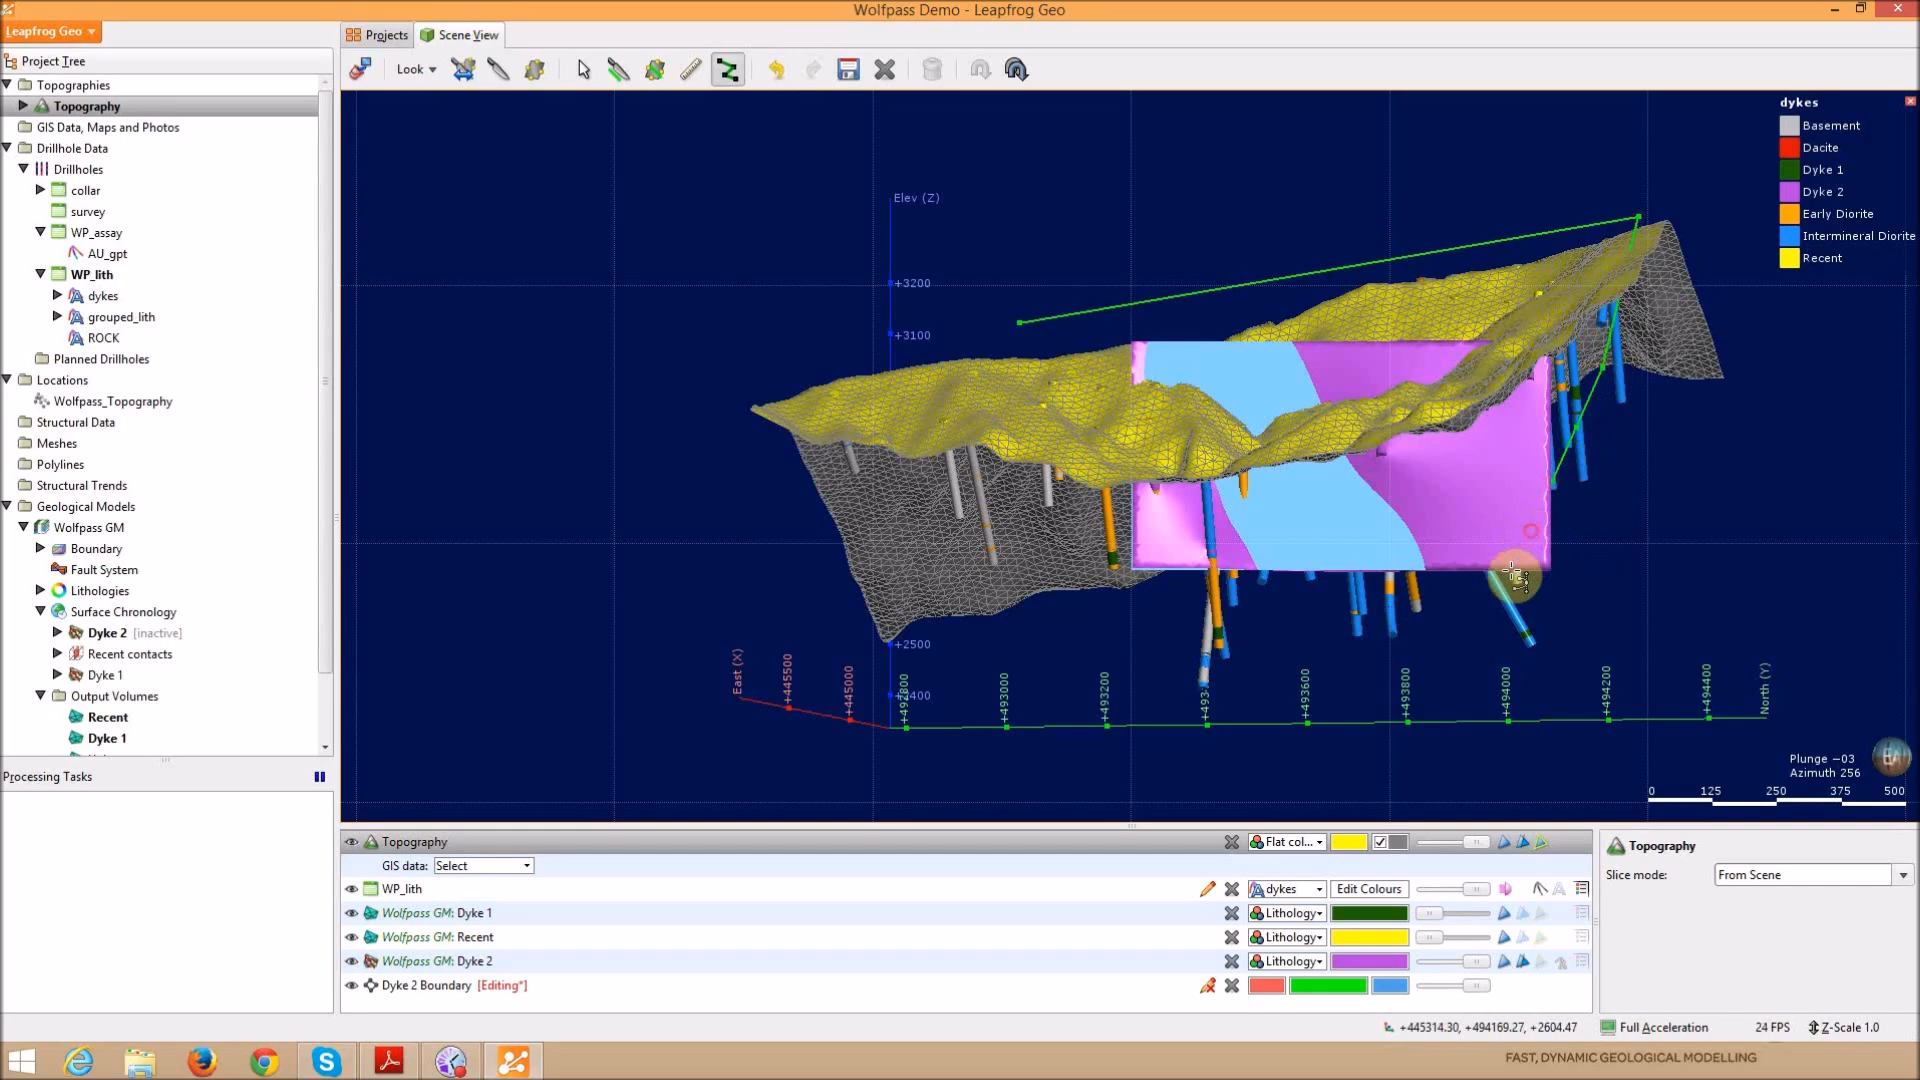 Wolfpass Demo - Leapfrog Geo
Leapfrog Geo
Projects
Scene View
Project Tree
Look
Topographies
Topography
GIS Data, Maps and Photos
Drillhole Data
Drillholes
collar
survey
WP_assay
AU_gpt
WP_lith
dykes
grouped_lith
ROCK
Planned Drillholes
Locations
Wolfpass_Topography
Structural Data
Meshes
Polylines
Structural Trends
Geological Models
Wolfpass GM
Boundary
Fault System
Lithologies
Surface Chronology
Dyke 2 [inactive]
Recent contacts
Dyke 1
Output Volumes
Recent
Dyke 1
Processing Tasks
dykes
Basement
Dacite
Dyke 1
Dyke 2
Early Diorite
Intermineral Diorite
Recent
Elev (Z)
+3200
+3100
+2500
East (X)
+445500
+445000
+492800
+493000
+493200
+493600
+493800
+494000
+494200
+494400
North (Y)
Plunge −03
Azimuth 256
0 125 250 375 500
Topography
Flat col...
GIS data: Select
WP_lith
dykes
Edit Colours
Wolfpass GM: Dyke 1
Lithology
Wolfpass GM: Recent
Lithology
Wolfpass GM: Dyke 2
Lithology
Dyke 2 Boundary [Editing*]
Topography
Slice mode: From Scene
+445314.30, +494169.27, +2604.47
Full Acceleration
24 FPS
Z-Scale 1.0
FAST, DYNAMIC GEOLOGICAL MODELLING